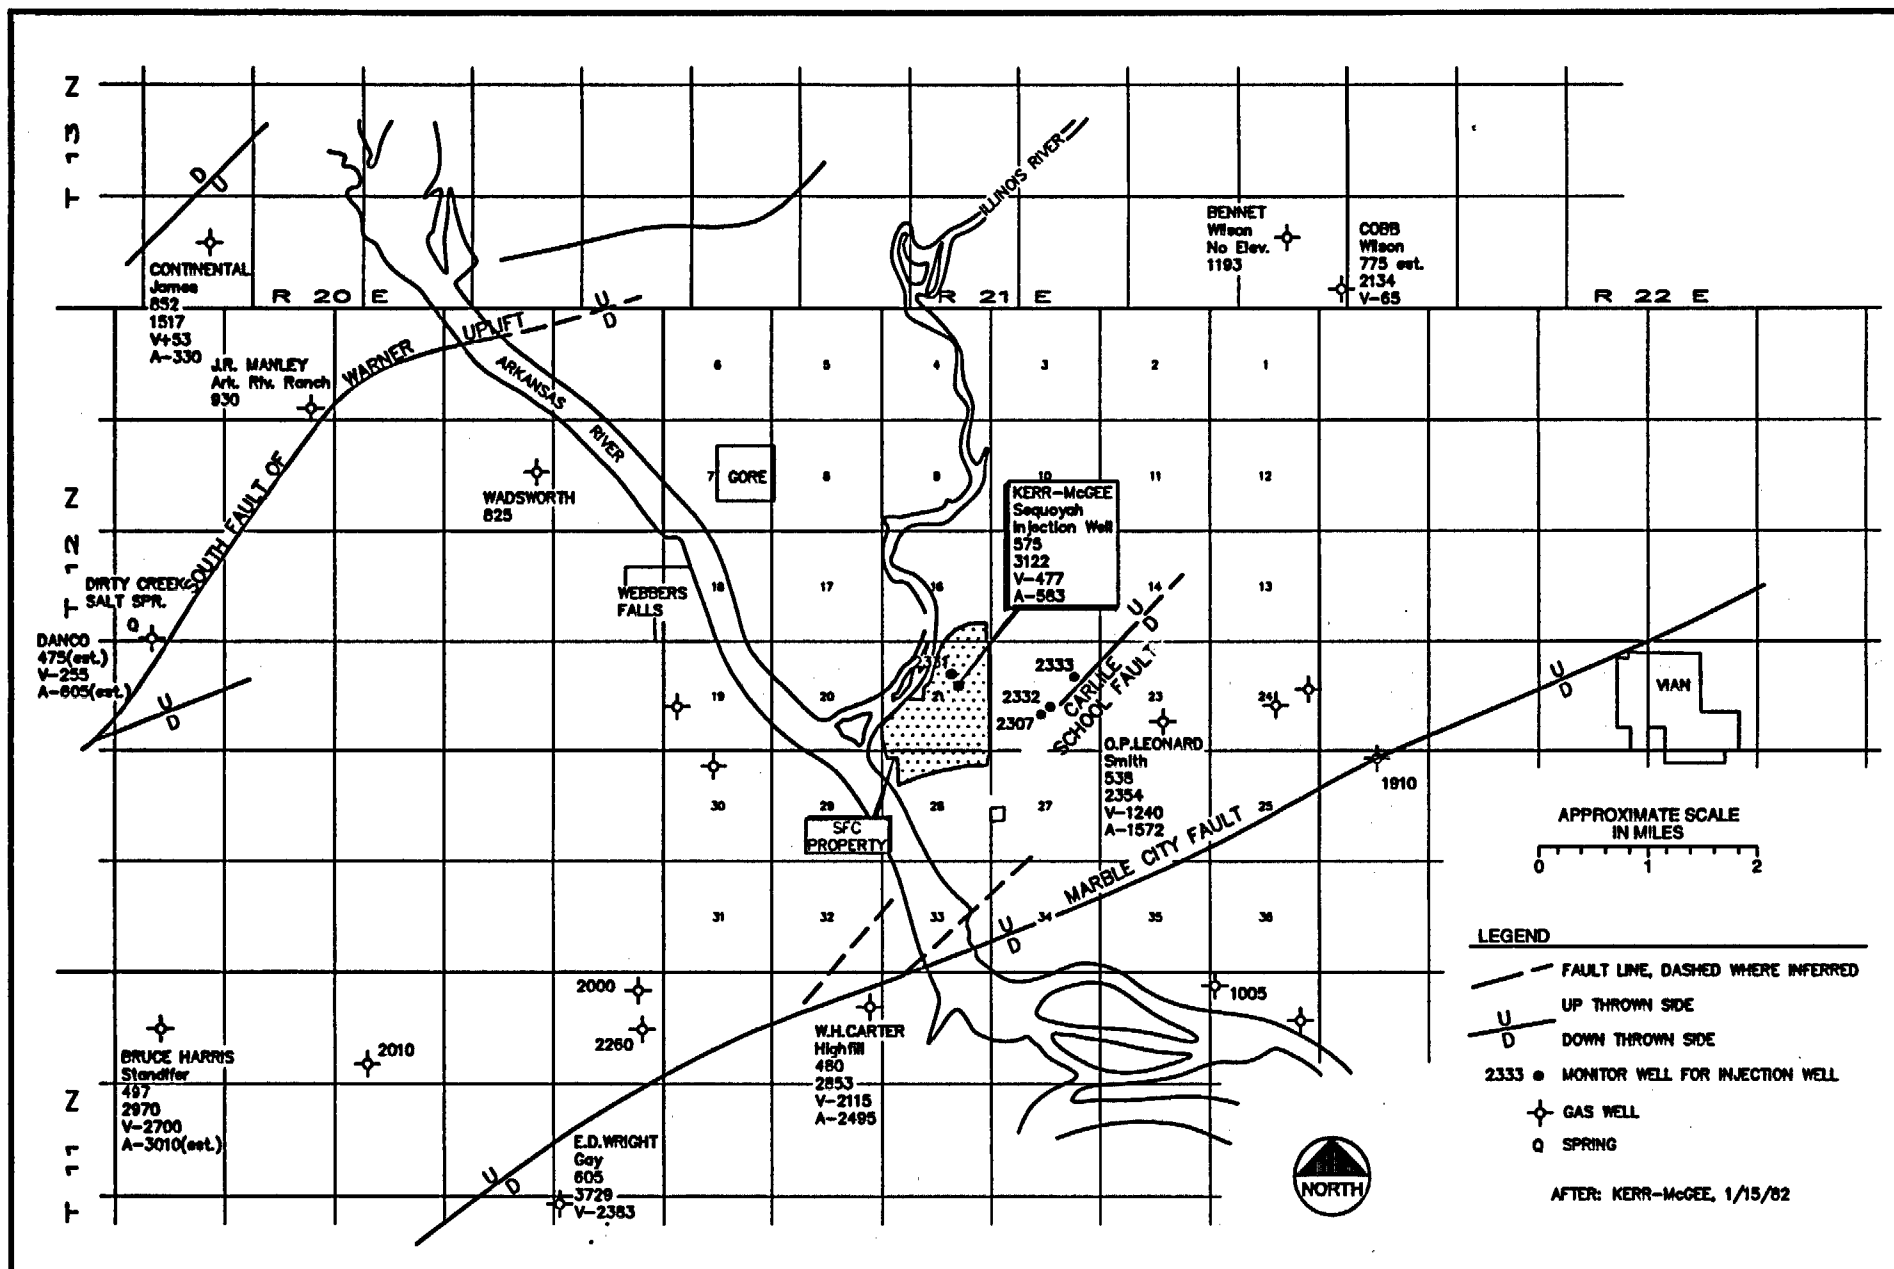 T 13 N
D
U
ILLINOIS RIVER
CONTINENTAL
James
852
1517
V+53
A-330
R 20 E
R 21 E
R 22 E
BENNET
Wilson
No Elev.
1193
COBB
Wilson
775 est.
2134
V-65
U
D
SOUTH FAULT OF WARNER UPLIFT
J.R. MANLEY
Ark. Riv. Ranch
930
ARKANSAS
RIVER
6
5
4
3
2
1
T 12 N
WADSWORTH
825
7
GORE
8
9
10
11
12
KERR-McGEE
Sequoyah
Injection Well
575
3122
V-477
A-583
DIRTY CREEK
SALT SPR.
Q
DANCO
475(est.)
V-255
A-605(est.)
U
D
WEBBERS
FALLS
18
17
16
14
13
U
D
19
20
2331
21
2333
2332
2307
CARLILE
SCHOOL FAULT
23
24
O.P.LEONARD
Smith
538
2354
V-1240
A-1572
U
D
VIAN
1910
30
29
28
27
25
SFC
PROPERTY
MARBLE CITY FAULT
APPROXIMATE SCALE
IN MILES
0
1
2
31
32
33
34
35
36
U
D
T 11 N
BRUCE HARRIS
Standifer
497
2970
V-2700
A-3010(est.)
2010
2000
2260
W.H.CARTER
Highfill
480
2853
V-2115
A-2495
1005
E.D.WRIGHT
Gay
605
3729
V-2383
U
D
LEGEND
FAULT LINE, DASHED WHERE INFERRED
U
D
UP THROWN SIDE
DOWN THROWN SIDE
2333 ● MONITOR WELL FOR INJECTION WELL
GAS WELL
Q SPRING
NORTH
AFTER: KERR-McGEE, 1/15/82